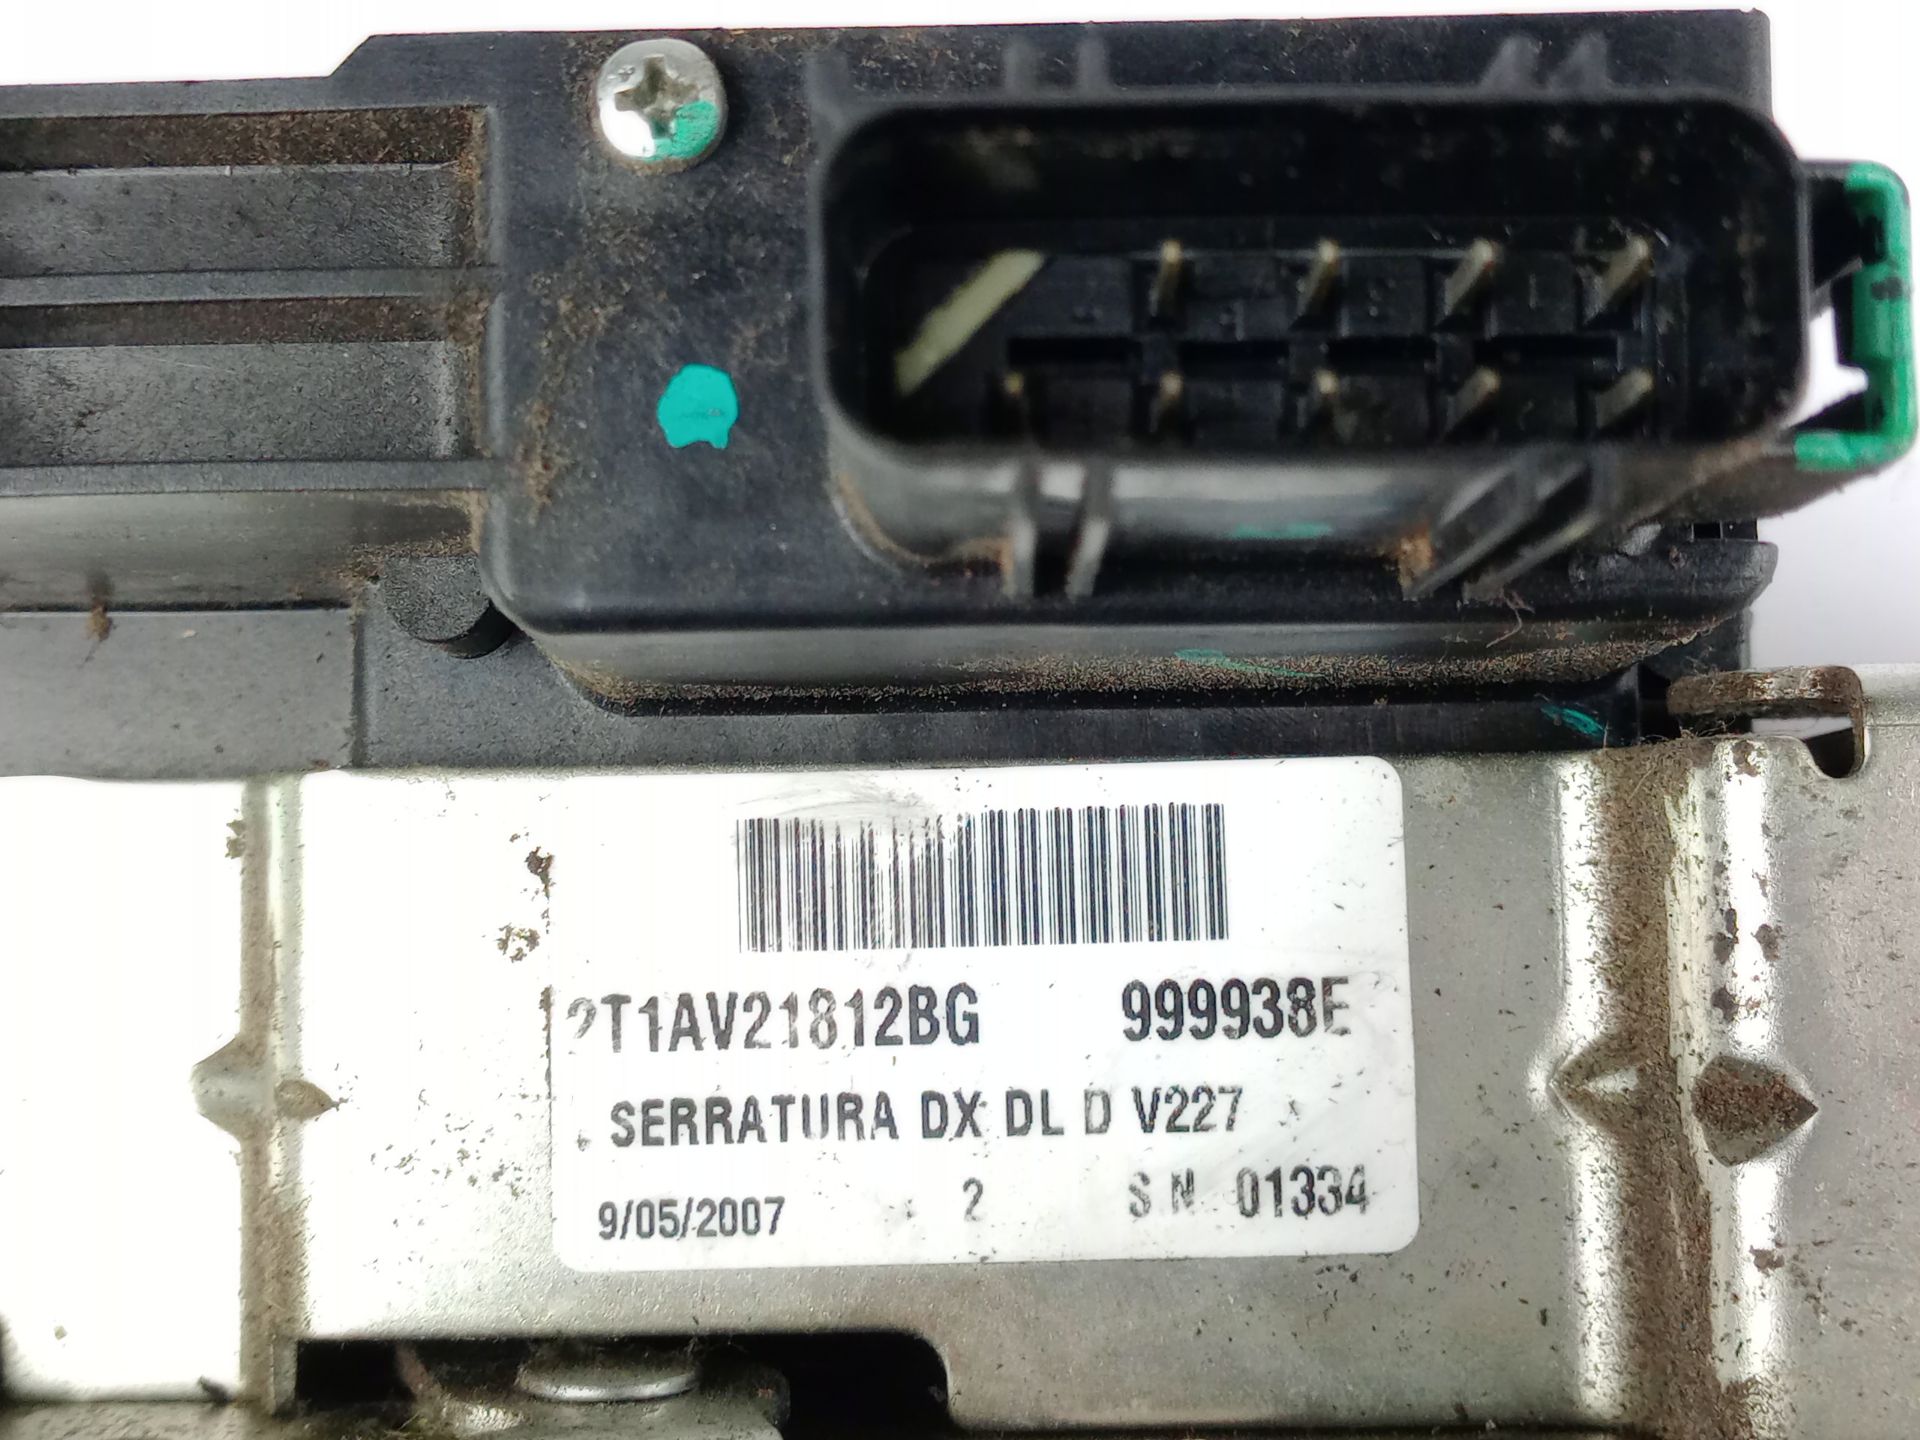 2T1AV21812BG 999938E
SERRATURA DX DL D V227
9/05/2007 2 S.N. 01334